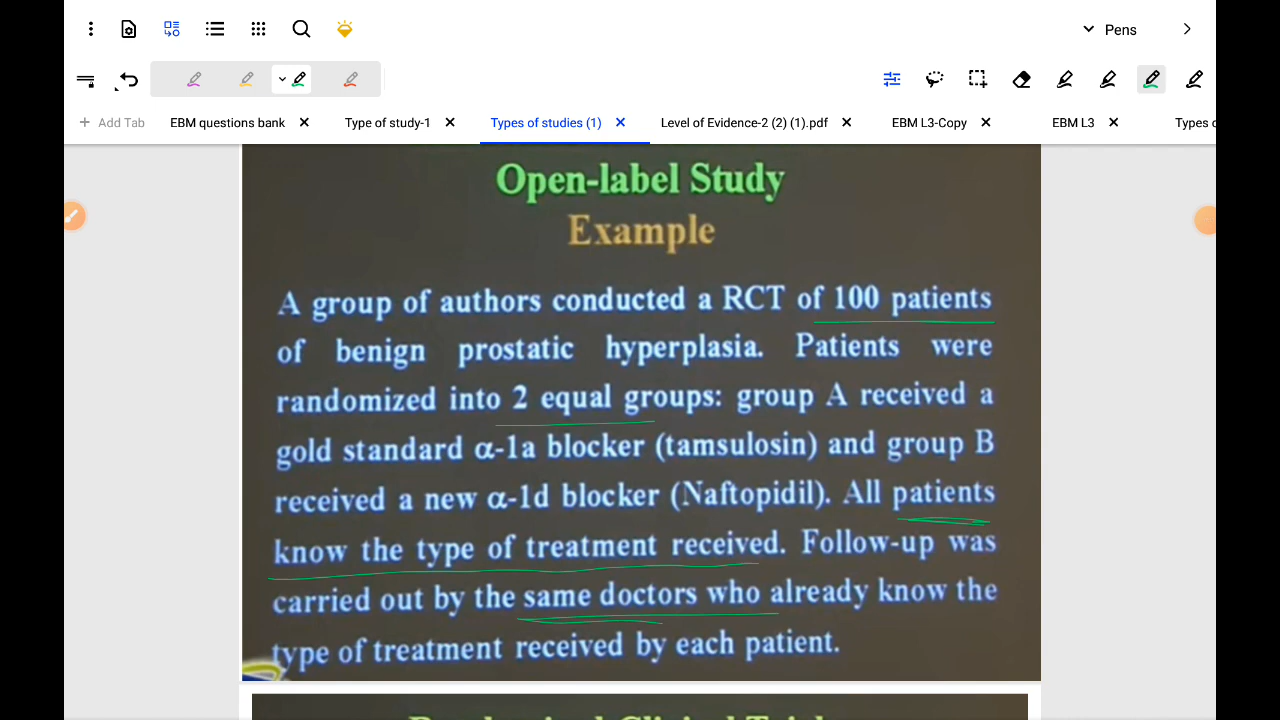 Pens
Add Tab EBM questions bank Type of study-1 Types of studies (1) Level of Evidence-2 (2) (1).pdf EBM L3-Copy EBM L3 Types
Open-label Study
Example
A group of authors conducted a RCT of 100 patients
of benign prostatic hyperplasia. Patients were
randomized into 2 equal groups: group A received a
gold standard α-1a blocker (tamsulosin) and group B
received a new α-1d blocker (Naftopidil). All patients
know the type of treatment received. Follow-up was
carried out by the same doctors who already know the
type of treatment received by each patient.